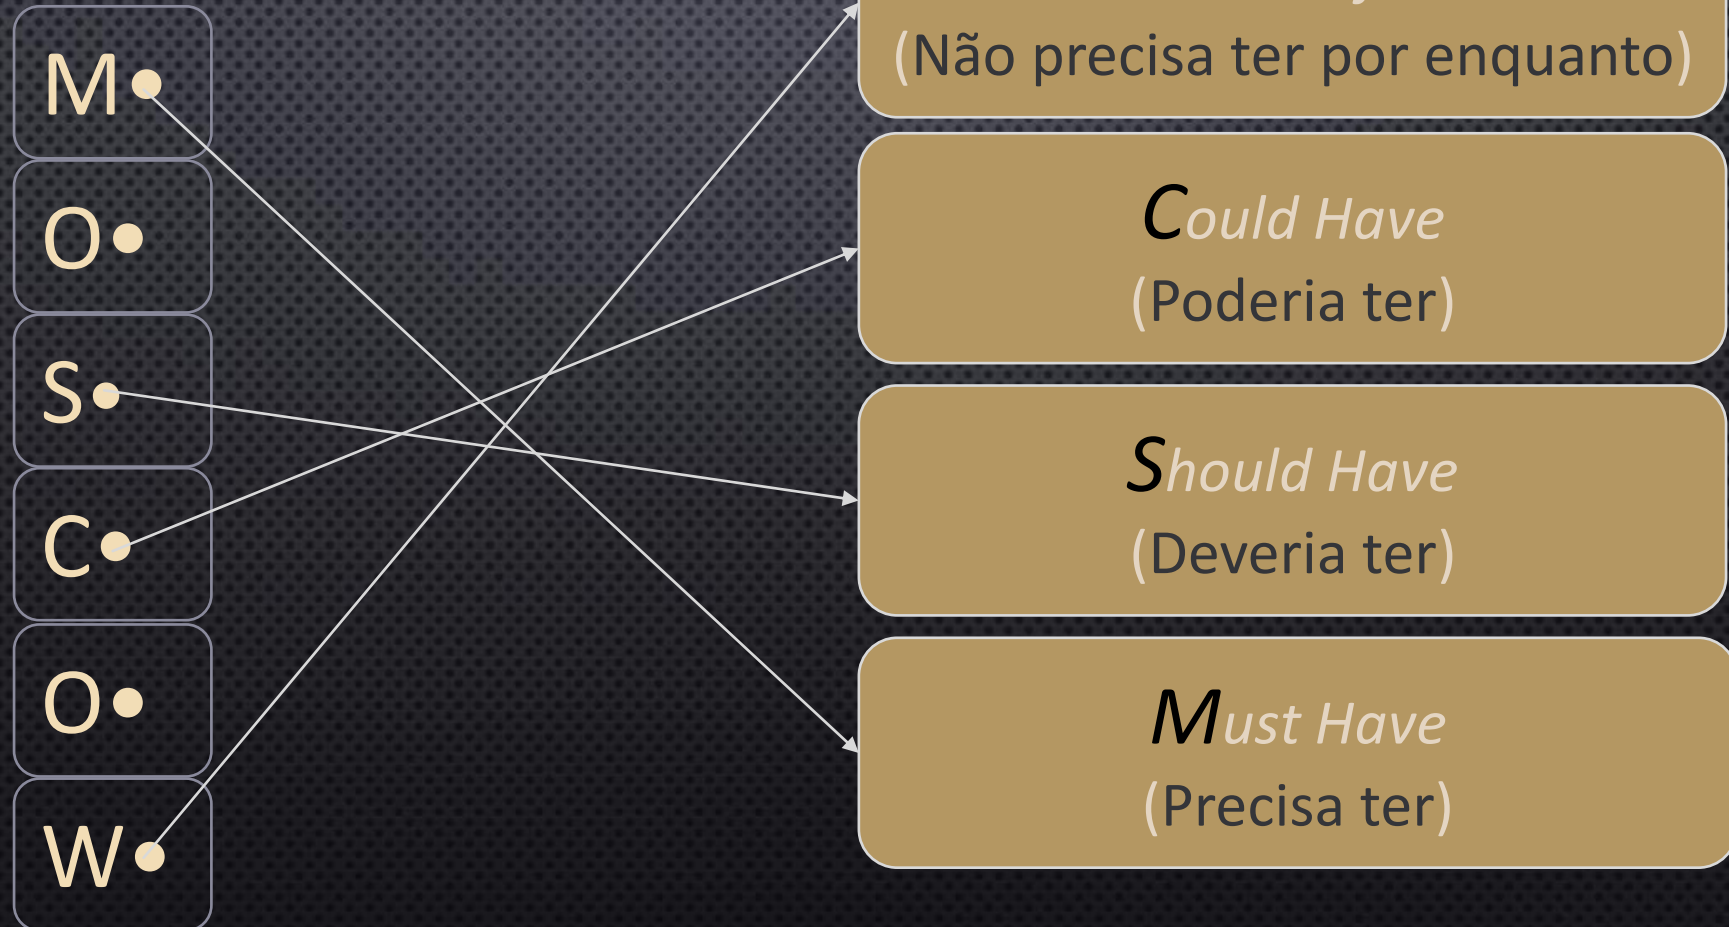 M•
O•
S•
C•
O•
W•
(Não precisa ter por enquanto)
Could Have
(Poderia ter)
Should Have
(Deveria ter)
Must Have
(Precisa ter)